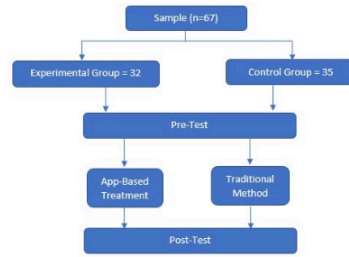 Sample (n=67)
Experimental Group = 32
Control Group = 35
Pre-Test
App-Based
Treatment
Traditional
Method
Post-Test